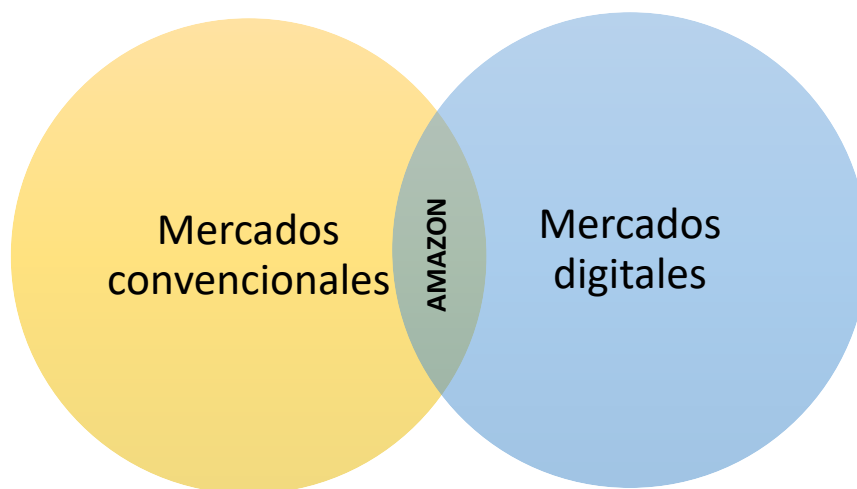 Mercados
convencionales
AMAZON
Mercados
digitales